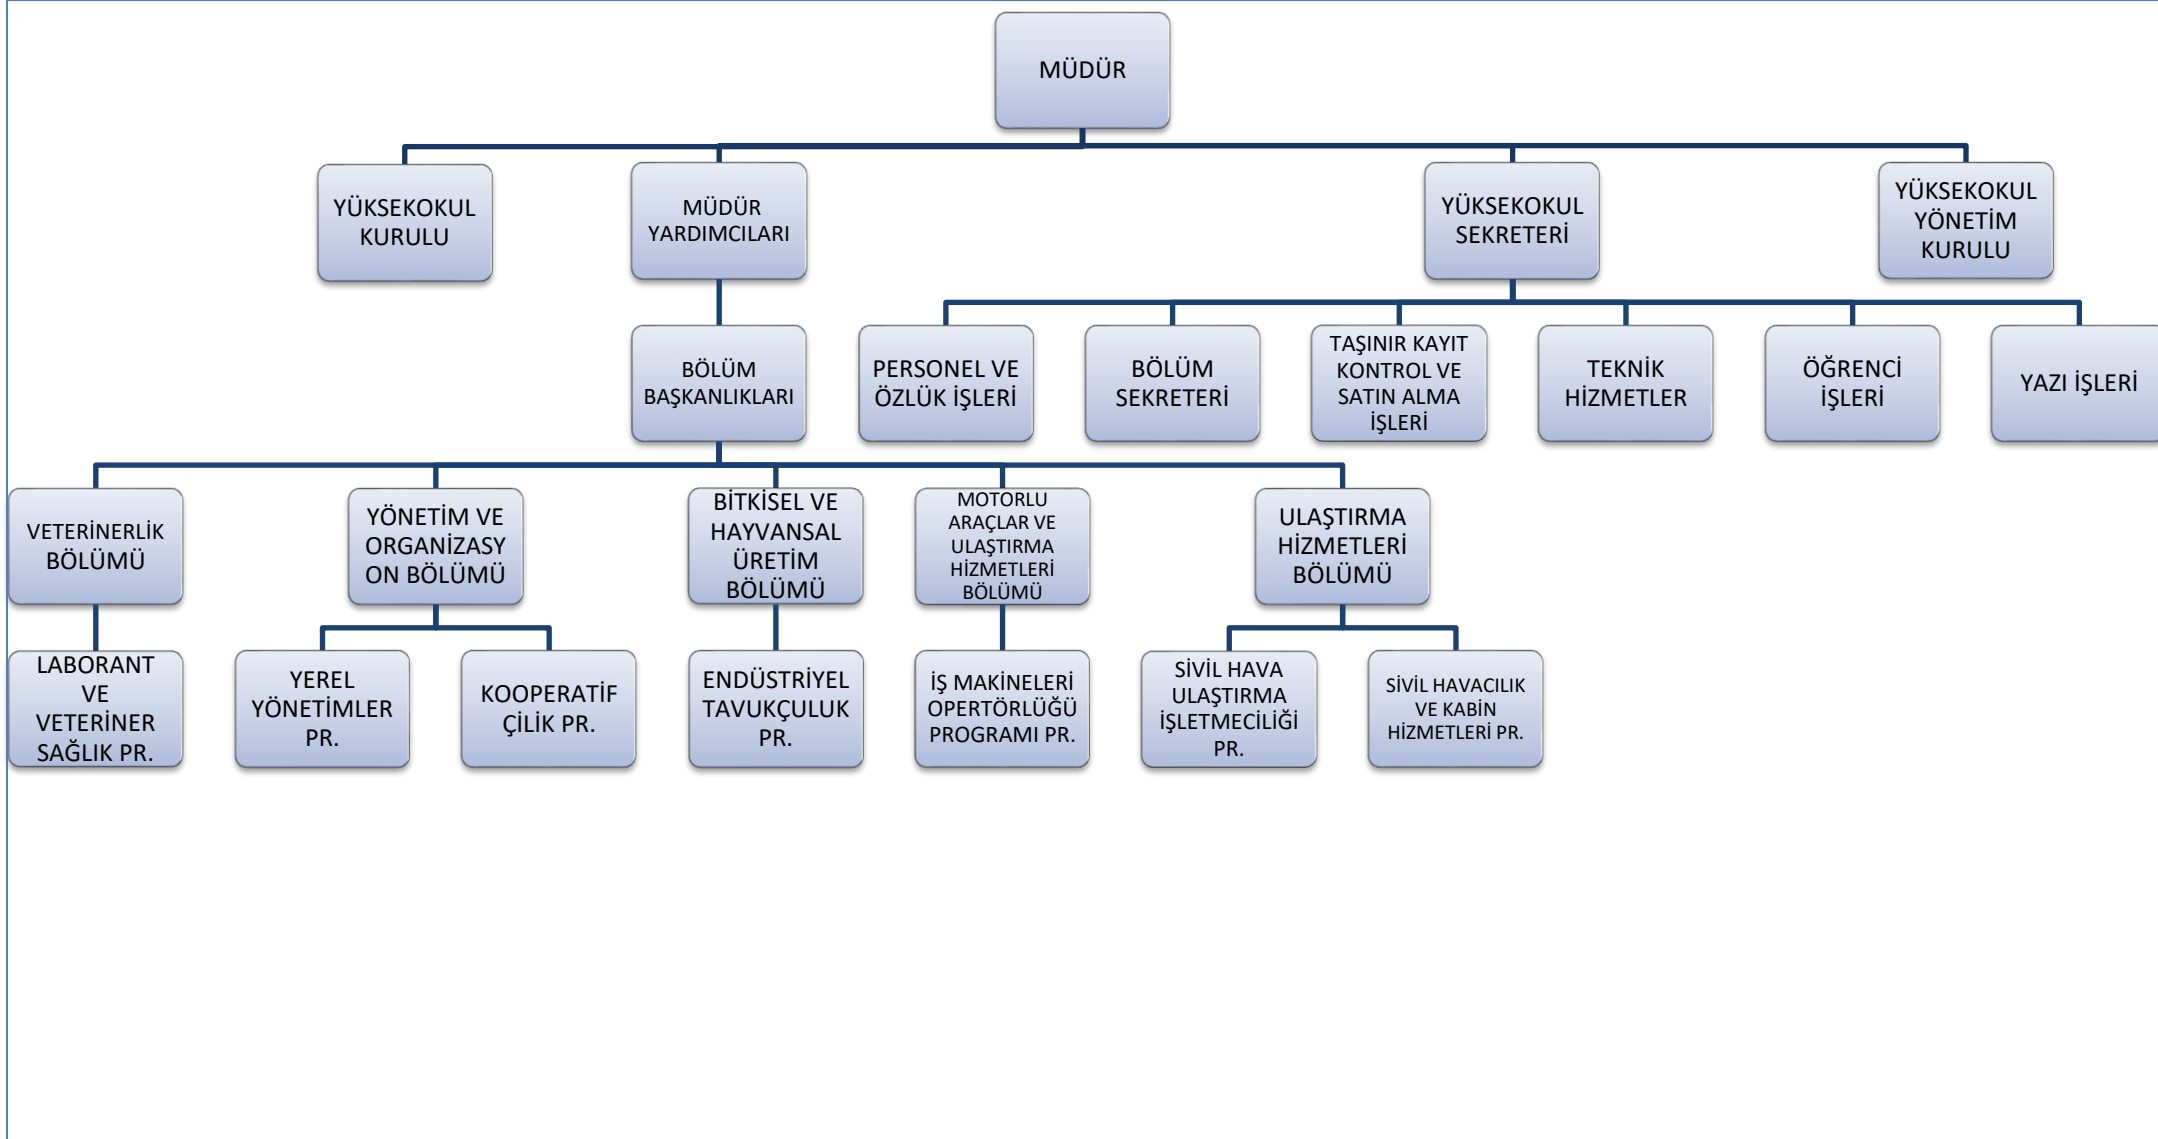 MÜDÜR
YÜKSEKOKUL
KURULU
MÜDÜR
YARDIMCILARI
YÜKSEKOKUL
SEKRETERİ
YÜKSEKOKUL
YÖNETİM
KURULU
BÖLÜM
BAŞKANLIKLARI
PERSONEL VE
ÖZLÜK İŞLERİ
BÖLÜM
SEKRETERİ
TAŞINIR KAYIT
KONTROL VE
SATIN ALMA
İŞLERİ
TEKNİK
HİZMETLER
ÖĞRENCİ
İŞLERİ
YAZI İŞLERİ
VETERİNERLİK
BÖLÜMÜ
YÖNETİM VE
ORGANİZASY
ON BÖLÜMÜ
BİTKİSEL VE
HAYVANSAL
ÜRETİM
BÖLÜMÜ
MOTORLU
ARAÇLAR VE
ULAŞTIRMA
HİZMETLERİ
BÖLÜMÜ
ULAŞTIRMA
HİZMETLERİ
BÖLÜMÜ
LABORANT
VE
VETERİNER
SAĞLIK PR.
YEREL
YÖNETİMLER
PR.
KOOPERATİF
ÇİLİK PR.
ENDÜSTRİYEL
TAVUKÇULUK
PR.
İŞ MAKİNELERİ
OPERTÖRLÜĞÜ
PROGRAMI PR.
SİVİL HAVA
ULAŞTIRMA
İŞLETMECİLİĞİ
PR.
SİVİL HAVACILIK
VE KABİN
HİZMETLERİ PR.